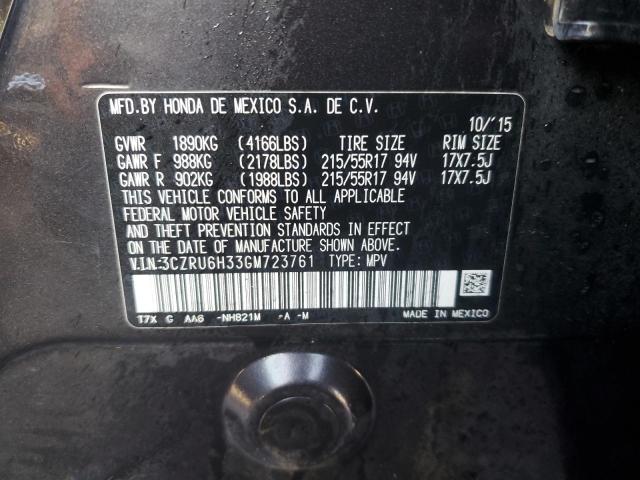 MFD.BY HONDA DE MEXICO S.A. DE C.V.
10/'15
GVWR 1890KG (4166LBS) TIRE SIZE RIM SIZE
GAWR F 988KG (2178LBS) 215/55R17 94V 17X7.5J
GAWR R 902KG (1988LBS) 215/55R17 94V 17X7.5J
THIS VEHICLE CONFORMS TO ALL APPLICABLE
FEDERAL MOTOR VEHICLE SAFETY
AND THEFT PREVENTION STANDARDS IN EFFECT
ON THE DATE OF MANUFACTURE SHOWN ABOVE.
V.I.N.:3CZRU6H33GM723761 TYPE: MPV
T7X G AA6 -NH821M -A -M MADE IN MEXICO